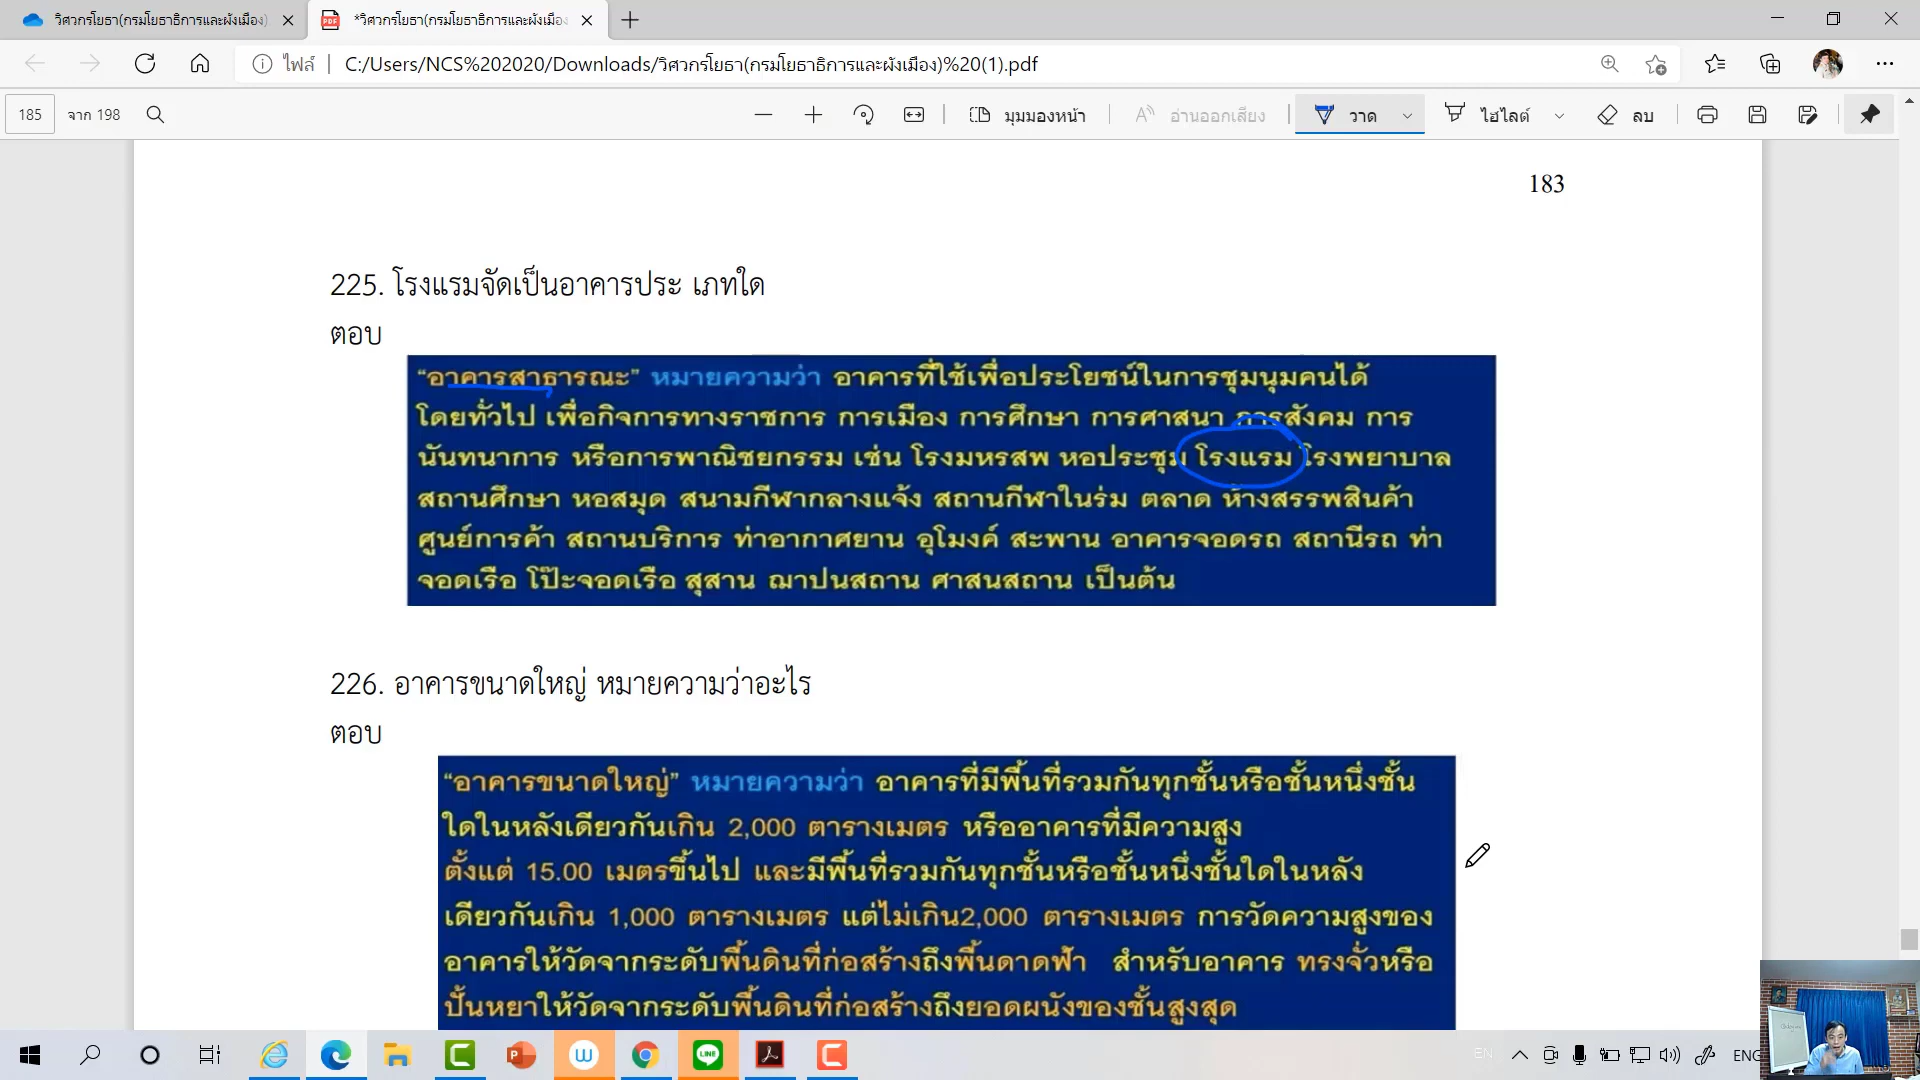 วิศวกรโยธา(กรมโยธาธิการและผังเมือง)
*วิศวกรโยธา(กรมโยธาธิการและผังเมือง
ไฟล์ | C:/Users/NCS%202020/Downloads/วิศวกรโยธา(กรมโยธาธิการและผังเมือง)%20(1).pdf
185 จาก 198 มุมมองหน้า อ่านออกเสียง วาด ไฮไลต์ ลบ
183
225. โรงแรมจัดเป็นอาคารประ เภทใด
ตอบ
“อาคารสาธารณะ” หมายความว่า อาคารที่ใช้เพื่อประโยชน์ในการชุมนุมคนได้
โดยทั่วไป เพื่อกิจการทางราชการ การเมือง การศึกษา การศาสนา การสังคม การ
นันทนาการ หรือการพาณิชยกรรม เช่น โรงมหรสพ หอประชุม โรงแรม โรงพยาบาล
สถานศึกษา หอสมุด สนามกีฬากลางแจ้ง สถานกีฬาในร่ม ตลาด ห้างสรรพสินค้า
ศูนย์การค้า สถานบริการ ท่าอากาศยาน อุโมงค์ สะพาน อาคารจอดรถ สถานีรถ ท่า
จอดเรือ โป๊ะจอดเรือ สุสาน ฌาปนสถาน ศาสนสถาน เป็นต้น
226. อาคารขนาดใหญ่ หมายความว่าอะไร
ตอบ
“อาคารขนาดใหญ่” หมายความว่า อาคารที่มีพื้นที่รวมกันทุกชั้นหรือชั้นหนึ่งชั้น
ใดในหลังเดียวกันเกิน 2,000 ตารางเมตร หรืออาคารที่มีความสูง
ตั้งแต่ 15.00 เมตรขึ้นไป และมีพื้นที่รวมกันทุกชั้นหรือชั้นหนึ่งชั้นใดในหลัง
เดียวกันเกิน 1,000 ตารางเมตร แต่ไม่เกิน2,000 ตารางเมตร การวัดความสูงของ
อาคารให้วัดจากระดับพื้นดินที่ก่อสร้างถึงพื้นดาดฟ้า สำหรับอาคาร ทรงจั่วหรือ
ปั้นหยาให้วัดจากระดับพื้นดินที่ก่อสร้างถึงยอดผนังของชั้นสูงสุด
EN ENG